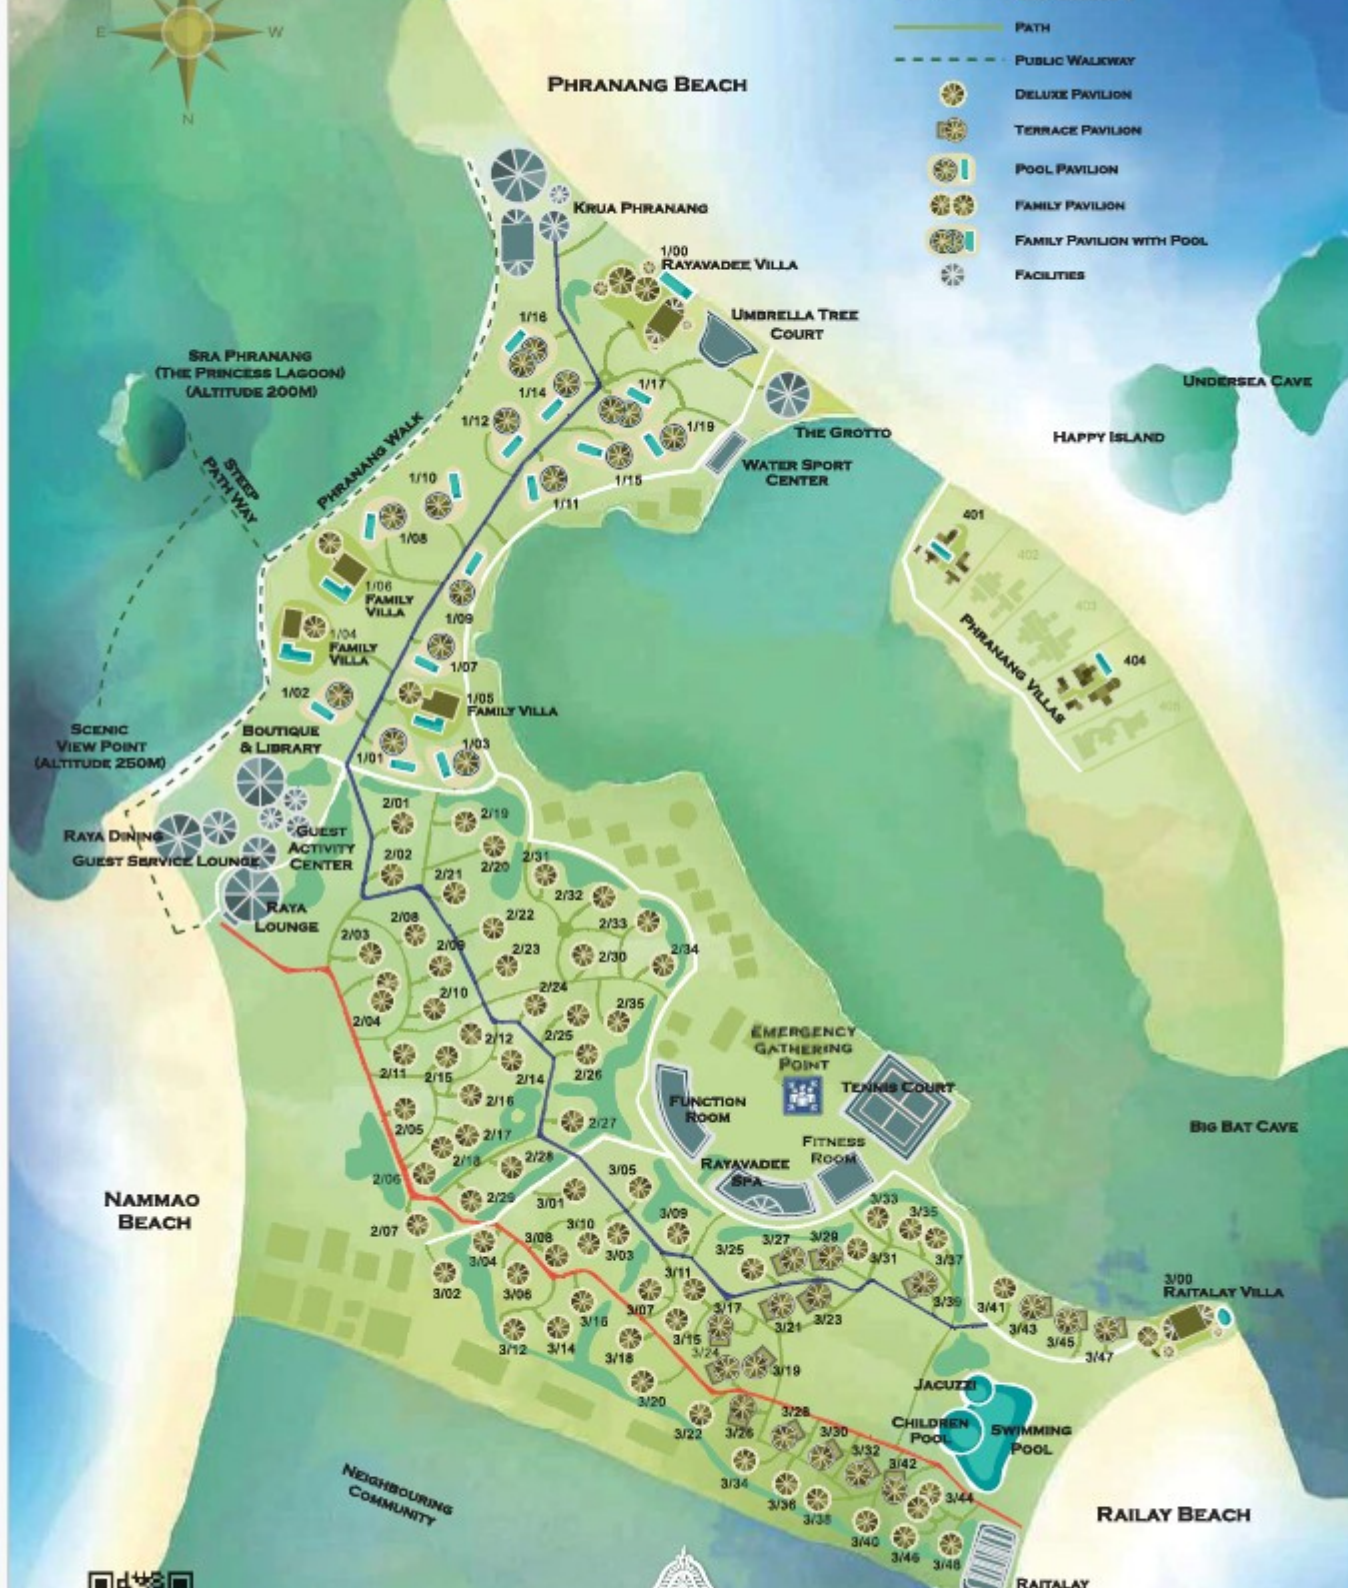 E
W
N
PATH
PUBLIC WALKWAY
DELUXE PAVILION
TERRACE PAVILION
POOL PAVILION
FAMILY PAVILION
FAMILY PAVILION WITH POOL
FACILITIES
PHRANANG BEACH
KRUA PHRANANG
1/00
RAYAVADEE VILLA
UMBRELLA TREE
COURT
1/16
SRA PHRANANG
(THE PRINCESS LAGOON)
(ALTITUDE 200M)
1/14
1/17
1/12
1/19
THE GROTTO
UNDERSEA CAVE
HAPPY ISLAND
PHRANANG WALK
STEEP
PATH WAY
WATER SPORT
CENTER
1/10
1/15
1/11
1/08
401
402
403
404
405
PHRANANG VILLAS
1/06
FAMILY
VILLA
1/09
1/04
FAMILY
VILLA
1/07
1/02
1/05
FAMILY VILLA
SCENIC
VIEW POINT
(ALTITUDE 250M)
BOUTIQUE
& LIBRARY
1/01
1/03
2/01
2/19
RAYA DINING
GUEST
ACTIVITY
CENTER
GUEST SERVICE LOUNGE
2/02
2/20
2/31
2/21
2/32
RAYA
LOUNGE
2/08
2/22
2/33
2/03
2/09
2/23
2/30
2/34
2/10
2/24
2/35
2/04
2/12
2/25
EMERGENCY
GATHERING
POINT
2/11
2/15
2/14
2/26
TENNIS COURT
2/16
FUNCTION
ROOM
2/05
2/27
BIG BAT CAVE
2/17
FITNESS
ROOM
2/18
2/28
3/05
RAYAVADEE
SPA
2/06
2/29
3/01
NAMMAO
BEACH
2/07
3/10
3/09
3/33
3/35
3/08
3/03
3/25
3/27
3/29
3/31
3/37
3/04
3/11
3/02
3/06
3/07
3/17
3/39
3/41
3/00
RAITALAY VILLA
3/16
3/15
3/21
3/23
3/43
3/45
3/47
3/12
3/14
3/18
3/24
3/19
JACUZZI
3/20
3/22
3/26
3/28
3/30
3/32
CHILDREN
POOL
SWIMMING
POOL
3/42
3/34
3/36
3/38
3/44
NEIGHBOURING
COMMUNITY
3/40
3/46
3/48
RAILAY BEACH
RAITALAY